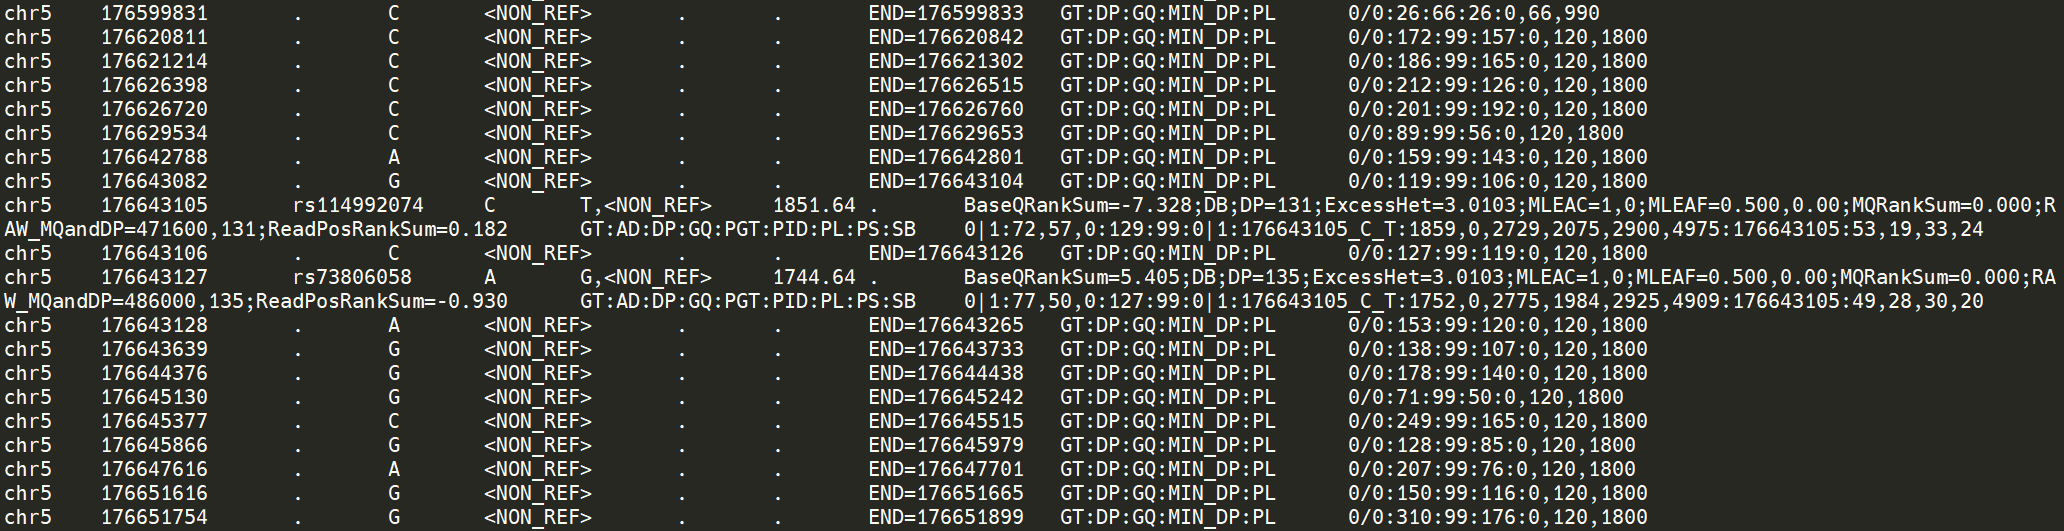 chr5 176599831 . C <NON_REF> . . END=176599833 GT:DP:GQ:MIN_DP:PL 0/0:26:66:26:0,66,990
chr5 176620811 . C <NON_REF> . . END=176620842 GT:DP:GQ:MIN_DP:PL 0/0:172:99:157:0,120,1800
chr5 176621214 . C <NON_REF> . . END=176621302 GT:DP:GQ:MIN_DP:PL 0/0:186:99:165:0,120,1800
chr5 176626398 . C <NON_REF> . . END=176626515 GT:DP:GQ:MIN_DP:PL 0/0:212:99:126:0,120,1800
chr5 176626720 . C <NON_REF> . . END=176626760 GT:DP:GQ:MIN_DP:PL 0/0:201:99:192:0,120,1800
chr5 176629534 . C <NON_REF> . . END=176629653 GT:DP:GQ:MIN_DP:PL 0/0:89:99:56:0,120,1800
chr5 176642788 . A <NON_REF> . . END=176642801 GT:DP:GQ:MIN_DP:PL 0/0:159:99:143:0,120,1800
chr5 176643082 . G <NON_REF> . . END=176643104 GT:DP:GQ:MIN_DP:PL 0/0:119:99:106:0,120,1800
chr5 176643105 rs114992074 C T,<NON_REF> 1851.64 . BaseQRankSum=-7.328;DB;DP=131;ExcessHet=3.0103;MLEAC=1,0;MLEAF=0.500,0.00;MQRankSum=0.000;R
AW_MQandDP=471600,131;ReadPosRankSum=0.182 GT:AD:DP:GQ:PGT:PID:PL:PS:SB 0|1:72,57,0:129:99:0|1:176643105_C_T:1859,0,2729,2075,2900,4975:176643105:53,19,33,24
chr5 176643106 . C <NON_REF> . . END=176643126 GT:DP:GQ:MIN_DP:PL 0/0:127:99:119:0,120,1800
chr5 176643127 rs73806058 A G,<NON_REF> 1744.64 . BaseQRankSum=5.405;DB;DP=135;ExcessHet=3.0103;MLEAC=1,0;MLEAF=0.500,0.00;MQRankSum=0.000;RA
W_MQandDP=486000,135;ReadPosRankSum=-0.930 GT:AD:DP:GQ:PGT:PID:PL:PS:SB 0|1:77,50,0:127:99:0|1:176643105_C_T:1752,0,2775,1984,2925,4909:176643105:49,28,30,20
chr5 176643128 . A <NON_REF> . . END=176643265 GT:DP:GQ:MIN_DP:PL 0/0:153:99:120:0,120,1800
chr5 176643639 . G <NON_REF> . . END=176643733 GT:DP:GQ:MIN_DP:PL 0/0:138:99:107:0,120,1800
chr5 176644376 . G <NON_REF> . . END=176644438 GT:DP:GQ:MIN_DP:PL 0/0:178:99:140:0,120,1800
chr5 176645130 . G <NON_REF> . . END=176645242 GT:DP:GQ:MIN_DP:PL 0/0:71:99:50:0,120,1800
chr5 176645377 . C <NON_REF> . . END=176645515 GT:DP:GQ:MIN_DP:PL 0/0:249:99:165:0,120,1800
chr5 176645866 . G <NON_REF> . . END=176645979 GT:DP:GQ:MIN_DP:PL 0/0:128:99:85:0,120,1800
chr5 176647616 . A <NON_REF> . . END=176647701 GT:DP:GQ:MIN_DP:PL 0/0:207:99:76:0,120,1800
chr5 176651616 . G <NON_REF> . . END=176651665 GT:DP:GQ:MIN_DP:PL 0/0:150:99:116:0,120,1800
chr5 176651754 . G <NON_REF> . . END=176651899 GT:DP:GQ:MIN_DP:PL 0/0:310:99:176:0,120,1800